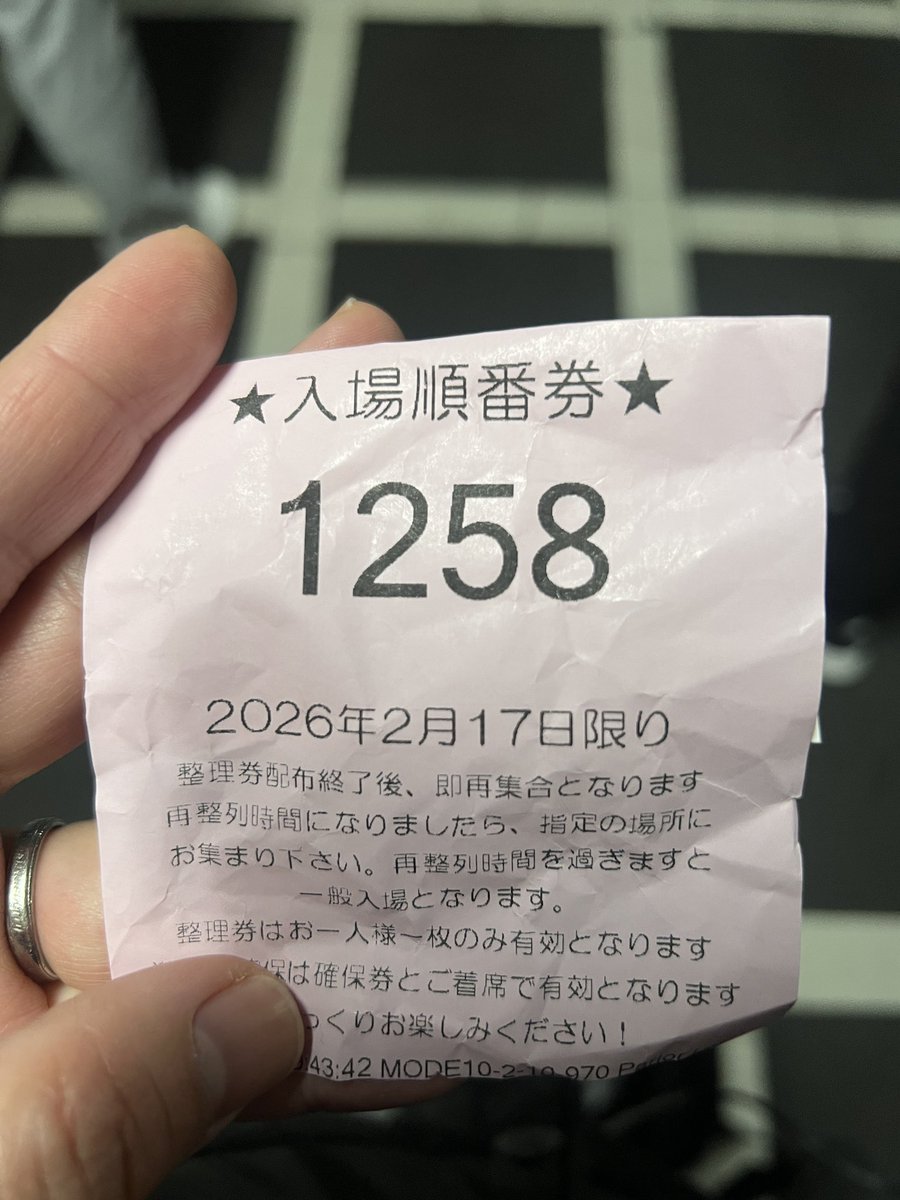 ★入場順番券★
1258
2026年2月17日限り
整理券配布終了後、即再集合となります
再整列時間になりましたら、指定の場所に
お集まり下さい。再整列時間を過ぎますと
一般入場となります。
整理券はお一人様一枚のみ有効となります
保は確保券とご着席で有効となります
っくりお楽しみください！
:43:42 MODE10-2-10-970